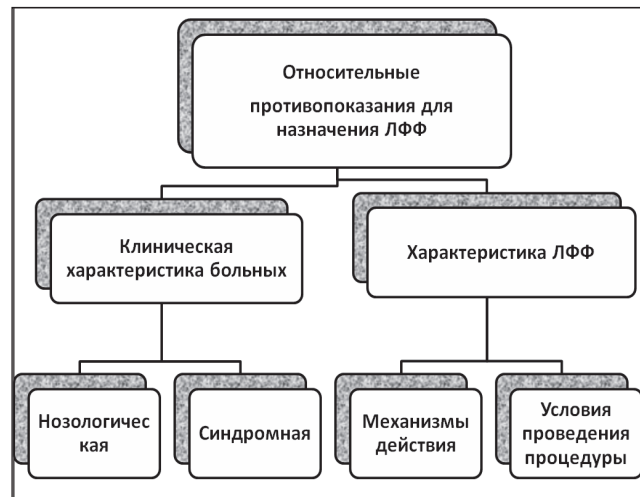 Относительные
противопоказания для
назначения ЛФФ
Клиническая
характеристика больных
Характеристика ЛФФ
Нозологичес
кая
Синдромная
Механизмы
действия
Условия
проведения
процедуры